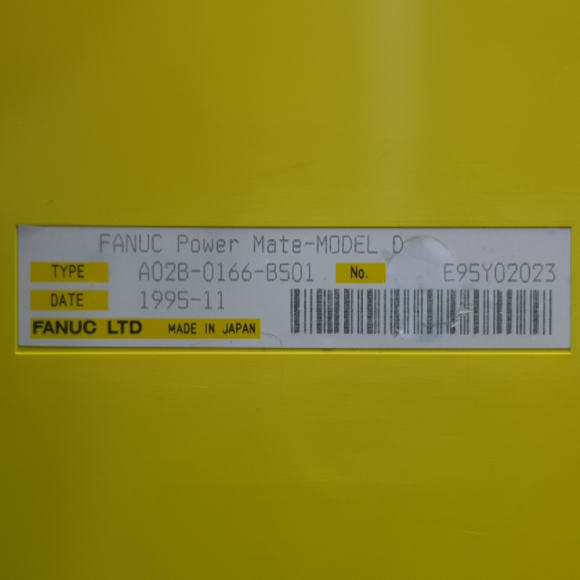 FANUC Power Mate-MODEL D
TYPE A02B-0166-B501 No. E95Y02023
DATE 1995-11
FANUC LTD MADE IN JAPAN